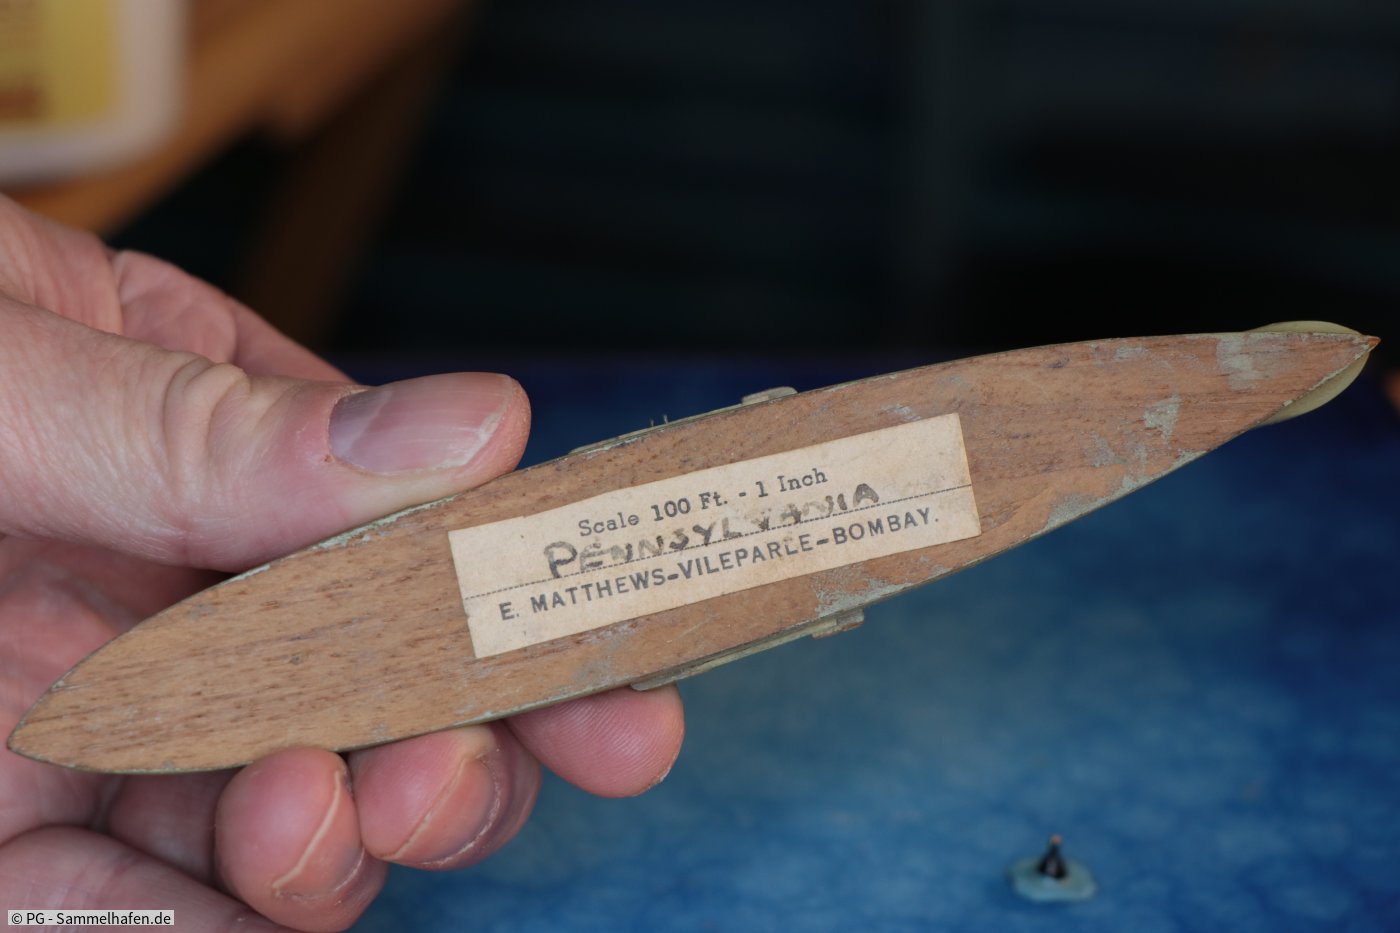 Scale 100 Ft. - 1 Inch
PENNSYLVANIA
E. MATTHEWS-VILEPARLE-BOMBAY.
© PG - Sammelhafen.de